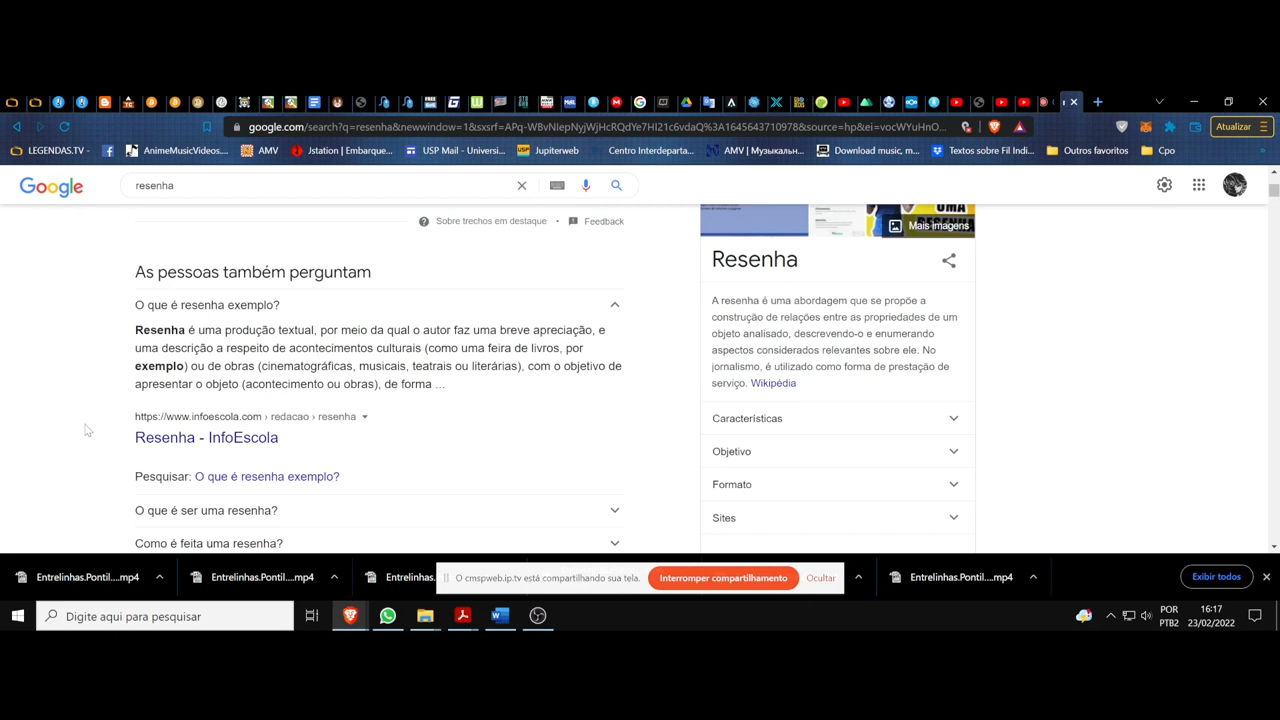 google.com/search?q=resenha&newwindow=1&sxsrf=APq-WBvNIepNyjWjHcRQdYe7HI21c6vdaQ%3A1645643710978&source=hp&ei=vocWYuHnO...
Atualizar
LEGENDAS.TV -
AnimeMusicVideos...
AMV
Jstation | Embarque...
USP Mail - Universi...
Jupiterweb
Centro Interdeparta...
AMV | Музыкальн...
Download music, m...
Textos sobre Fil Indi...
Outros favoritos
Cpo
Google
resenha
Sobre trechos em destaque
•
Feedback
UMA
RESENHA
Mais imagens
As pessoas também perguntam
O que é resenha exemplo?
Resenha é uma produção textual, por meio da qual o autor faz uma breve apreciação, e
uma descrição a respeito de acontecimentos culturais (como uma feira de livros, por
exemplo) ou de obras (cinematográficas, musicais, teatrais ou literárias), com o objetivo de
apresentar o objeto (acontecimento ou obras), de forma ...
https://www.infoescola.com › redacao › resenha
Resenha - InfoEscola
Pesquisar: O que é resenha exemplo?
O que é ser uma resenha?
Como é feita uma resenha?
Resenha
A resenha é uma abordagem que se propõe a
construção de relações entre as propriedades de um
objeto analisado, descrevendo-o e enumerando
aspectos considerados relevantes sobre ele. No
jornalismo, é utilizado como forma de prestação de
serviço. Wikipédia
Características
Objetivo
Formato
Sites
Entrelinhas.Pontil....mp4
Entrelinhas.Pontil....mp4
Entrelinhas.
O cmspweb.ip.tv está compartilhando sua tela.
Interromper compartilhamento
Ocultar
Entrelinhas.Pontil....mp4
Exibir todos
Digite aqui para pesquisar
POR
PTB2
16:17
23/02/2022